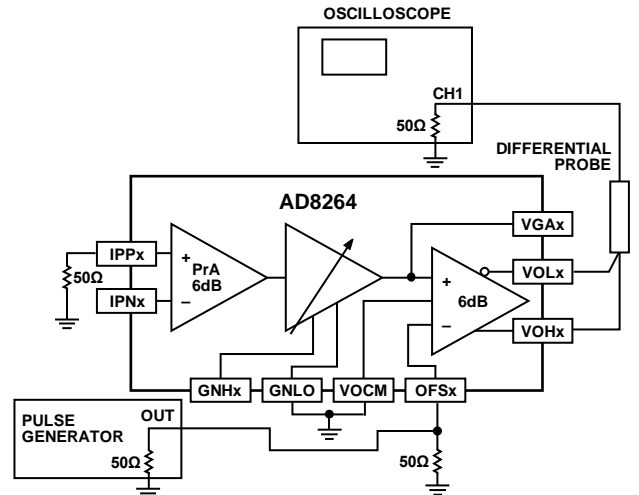 OSCILLOSCOPE
CH1
50Ω
DIFFERENTIAL
PROBE
AD8264
VGAx
IPPx
+
PrA
6dB
−
50Ω
IPNx
+
6dB
−
VOLx
VOHx
GNHx
GNLO
VOCM
OFSx
PULSE
GENERATOR
OUT
50Ω
50Ω